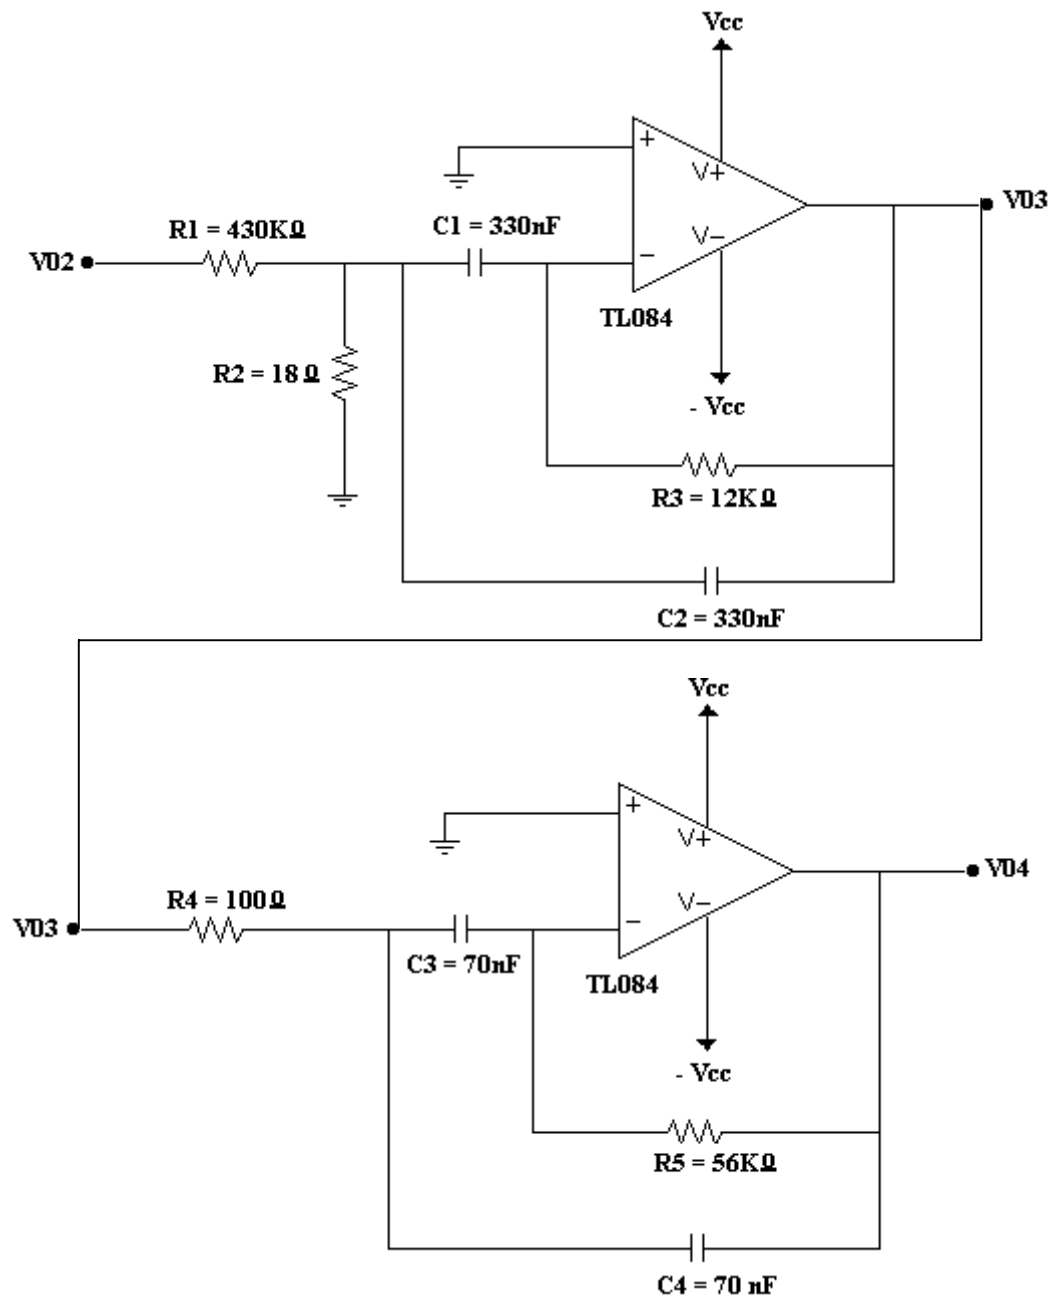 Vcc
+
V+
V03
C1 = 330nF
R1 = 430KΩ
V-
V02
-
TL084
R2 = 18Ω
- Vcc
R3 = 12KΩ
C2 = 330nF
Vcc
+
V+
V04
R4 = 100Ω
V-
V03
-
C3 = 70nF
TL084
- Vcc
R5 = 56KΩ
C4 = 70 nF